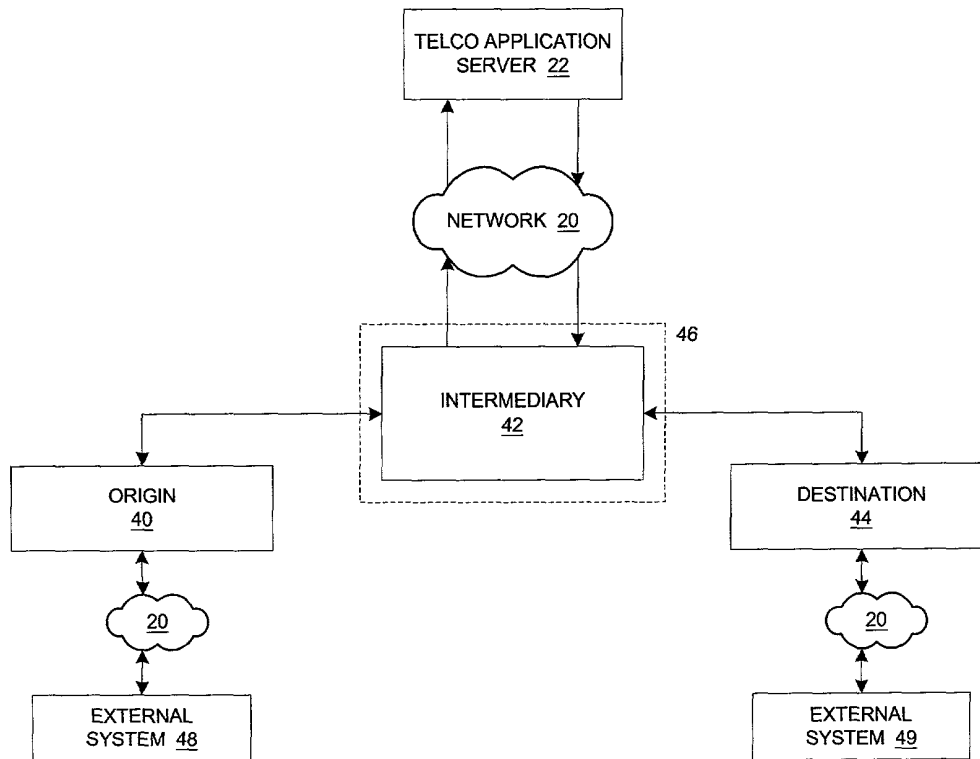 TELCO APPLICATION
SERVER 22
NETWORK 20
46
INTERMEDIARY
42
ORIGIN
40
DESTINATION
44
20
20
EXTERNAL
SYSTEM 48
EXTERNAL
SYSTEM 49